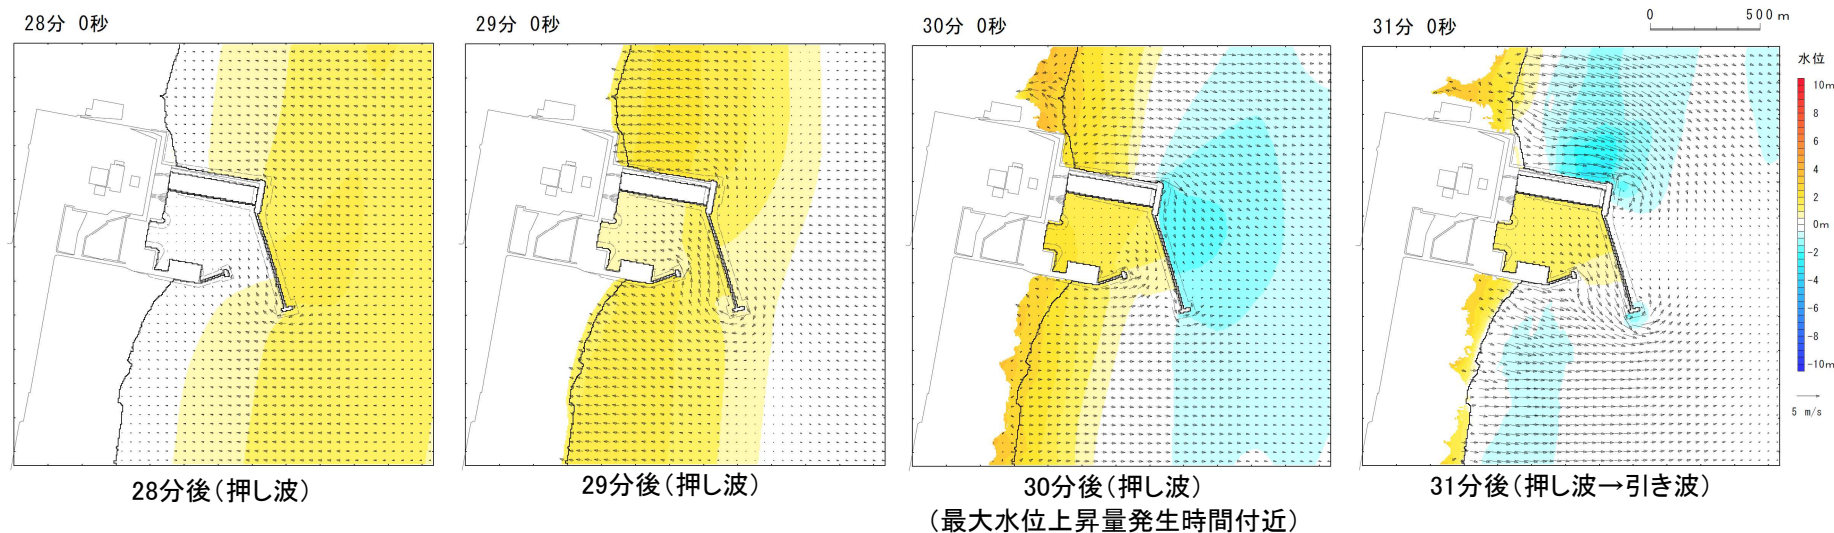 28分 0秒
29分 0秒
30分 0秒
31分 0秒
0 500m
水位
10m
8
6
4
2
0m
-2
-4
-6
-8
-10m
5 m/s
28分後(押し波)
29分後(押し波)
30分後(押し波)
(最大水位上昇量発生時間付近)
31分後(押し波→引き波)